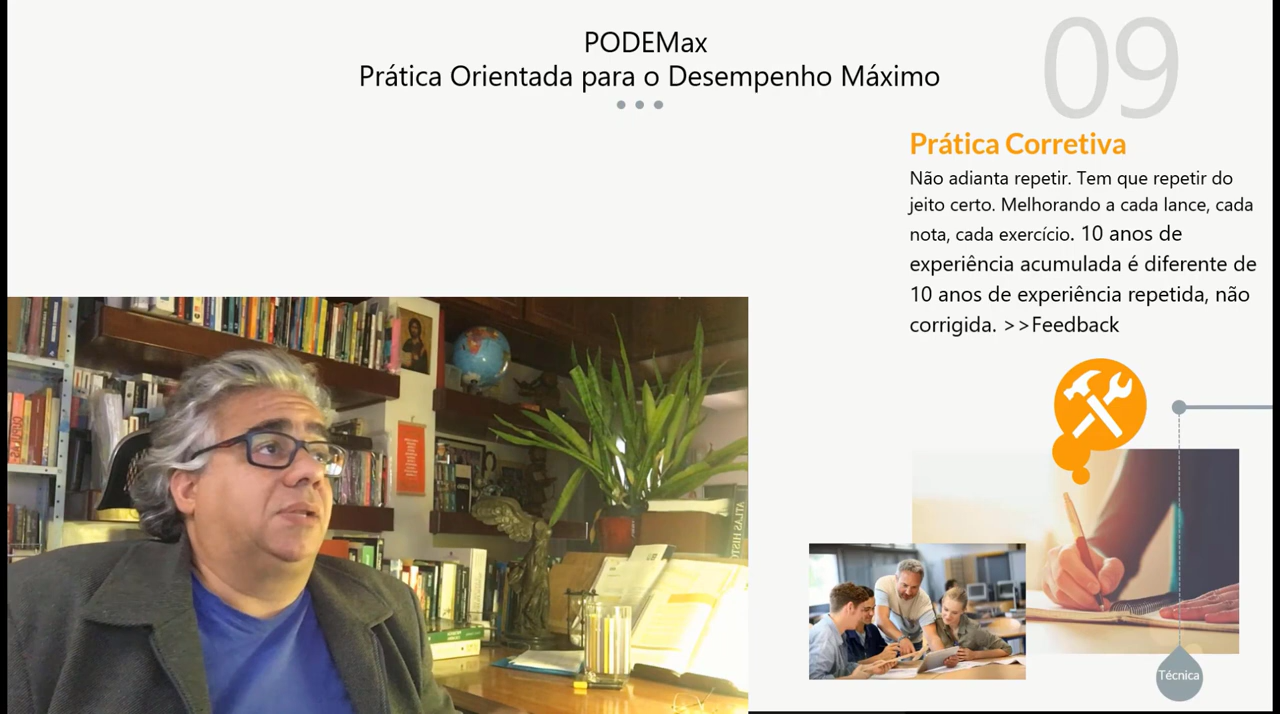 PODEMax
Prática Orientada para o Desempenho Máximo
09
Prática Corretiva
Não adianta repetir. Tem que repetir do
jeito certo. Melhorando a cada lance, cada
nota, cada exercício. 10 anos de
experiência acumulada é diferente de
10 anos de experiência repetida, não
corrigida. >>Feedback
Técnica